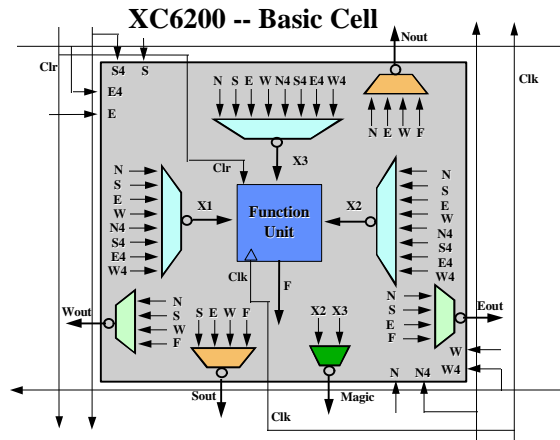 XC6200 -- Basic Cell
Nout
Clr
S4 S
Clk
E4
E
N S E W N4 S4 E4 W4
N E W F
Clr
X3
N
S
E
W
N4
S4
E4
W4
X1
Function
Unit
X2
N
S
E
W
N4
S4
E4
W4
Clk
F
Wout
N
S
W
F
S E W F
X2 X3
N
S
E
F
Eout
W
W4
N N4
Sout
Magic
Clk